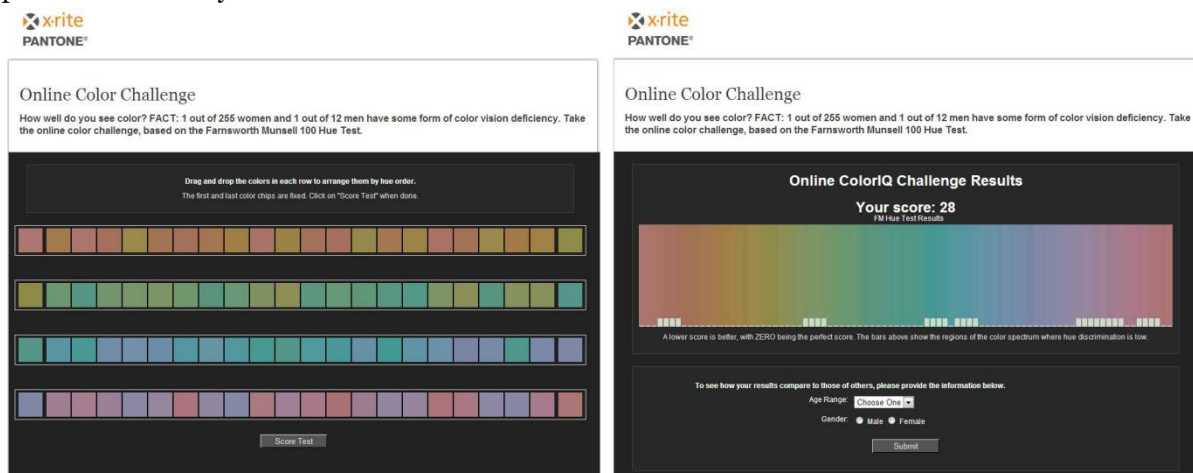 x·rite
PANTONE®
Online Color Challenge
How well do you see color? FACT: 1 out of 255 women and 1 out of 12 men have some form of color vision deficiency. Take
the online color challenge, based on the Farnsworth Munsell 100 Hue Test.
Drag and drop the colors in each row to arrange them by hue order.
The first and last color chips are fixed. Click on "Score Test" when done.
Score Test
x·rite
PANTONE®
Online Color Challenge
How well do you see color? FACT: 1 out of 255 women and 1 out of 12 men have some form of color vision deficiency. Take
the online color challenge, based on the Farnsworth Munsell 100 Hue Test.
Online ColorIQ Challenge Results
Your score: 28
FM Hue Test Results
A lower score is better, with ZERO being the perfect score. The bars above show the regions of the color spectrum where hue discrimination is low.
To see how your results compare to those of others, please provide the information below.
Age Range: Choose One
Gender: Male Female
Submit